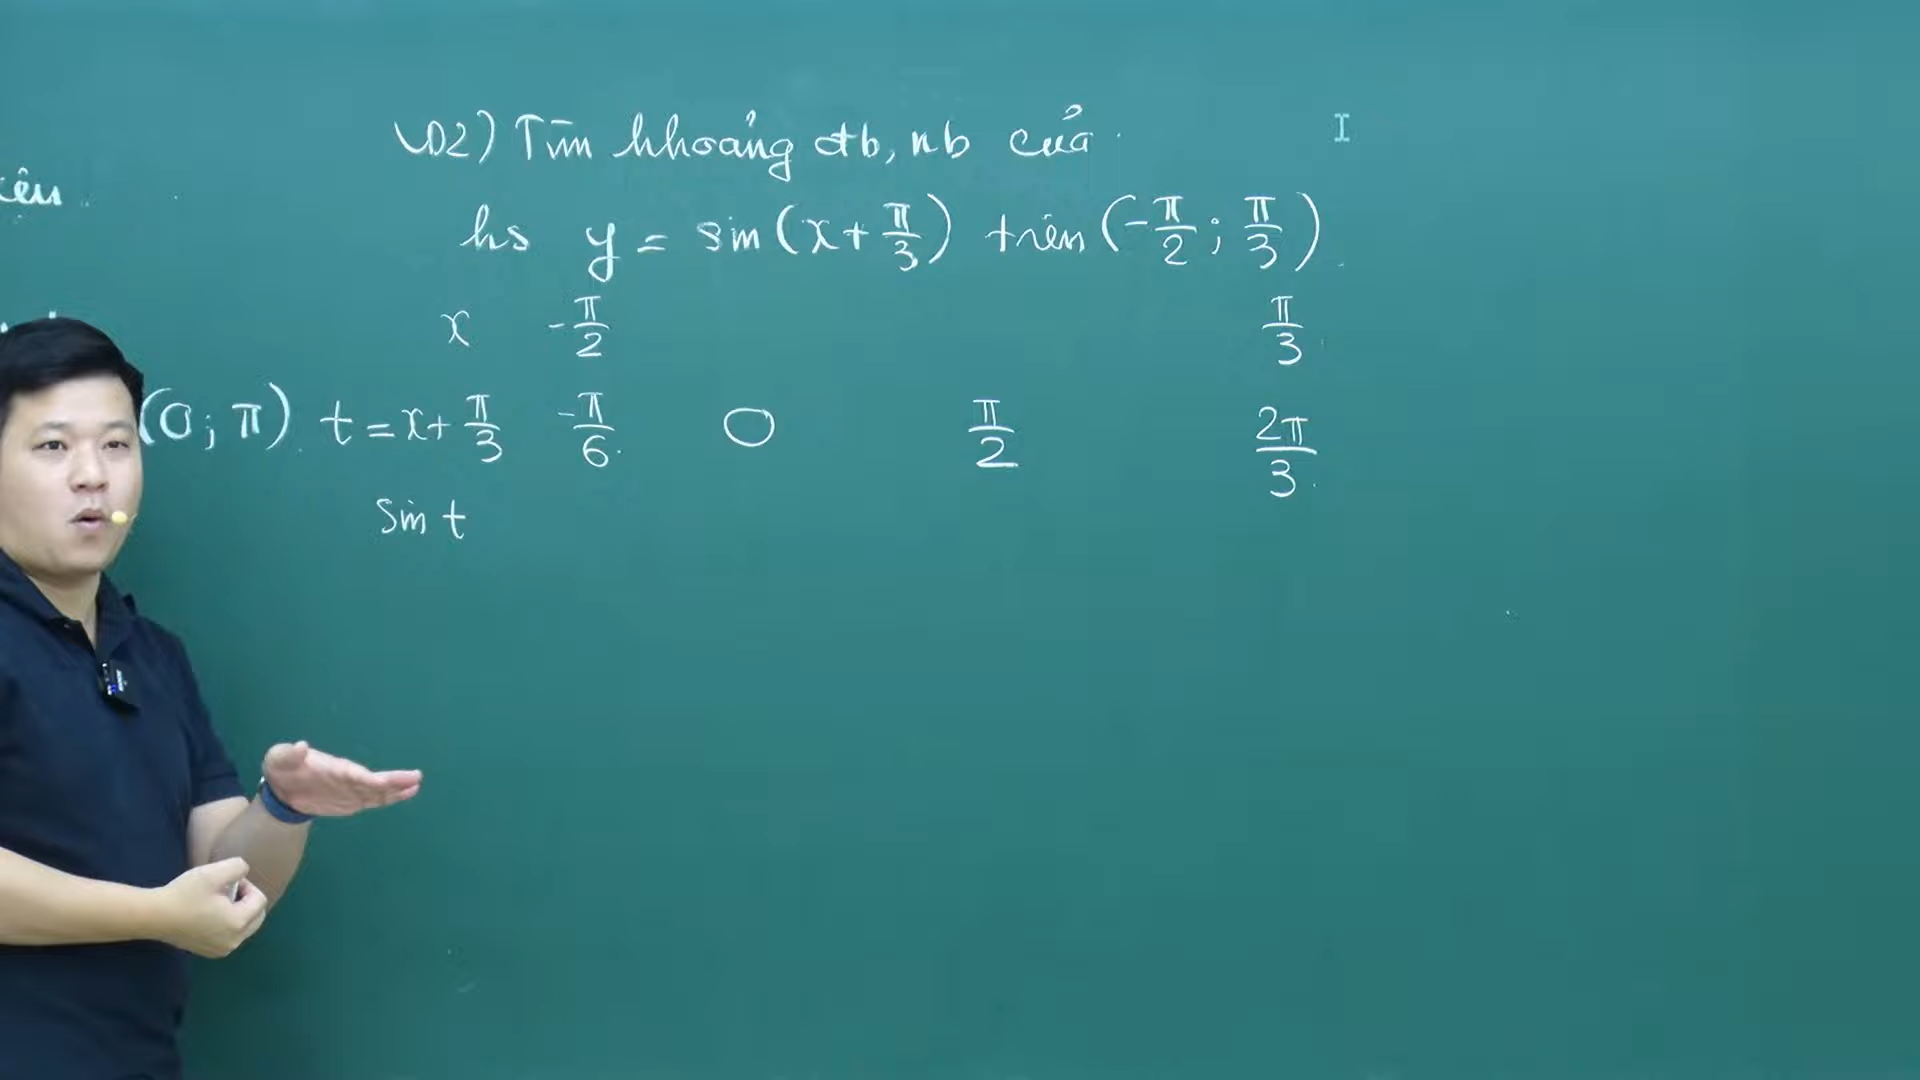 VD2) Tìm khoảng đb, nb của
hs y = sin(x + π/3) trên (-π/2 ; π/3)
x -π/2 π/3
(0; π) t = x + π/3 -π/6 0 π/2 2π/3
sin t